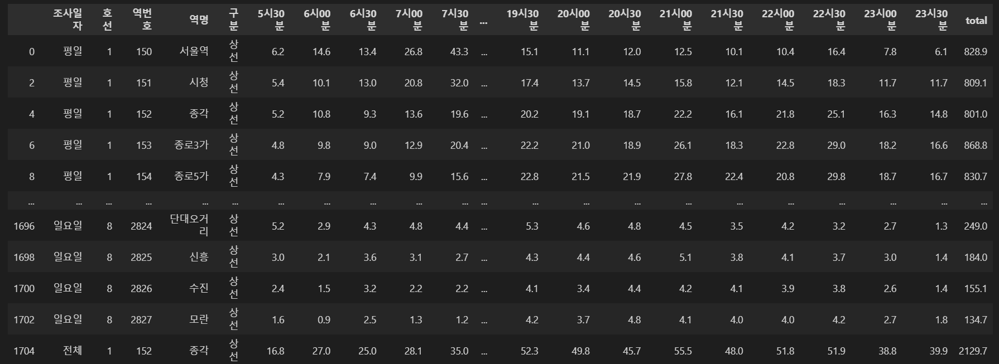 조사일자 호선 역번호 역명 구분 5시30분 6시00분 6시30분 7시00분 7시30분 ... 19시30분 20시00분 20시30분 21시00분 21시30분 22시00분 22시30분 23시00분 23시30분 total
0 평일 1 150 서울역 상선 6.2 14.6 13.4 26.8 43.3 ... 15.1 11.1 12.0 12.5 10.1 10.4 16.4 7.8 6.1 828.9
2 평일 1 151 시청 상선 5.4 10.1 13.0 20.8 32.0 ... 17.4 13.7 14.5 15.8 12.1 14.5 18.3 11.7 11.7 809.1
4 평일 1 152 종각 상선 5.2 10.8 9.3 13.6 19.6 ... 20.2 19.1 18.7 22.2 16.1 21.8 25.1 16.3 14.8 801.0
6 평일 1 153 종로3가 상선 4.8 9.8 9.0 12.9 20.4 ... 22.2 21.0 18.9 26.1 18.3 22.8 29.0 18.2 16.6 868.8
8 평일 1 154 종로5가 상선 4.3 7.9 7.4 9.9 15.6 ... 22.8 21.5 21.9 27.8 22.4 20.8 29.8 18.7 16.7 830.7
... ... ... ... ... ... ... ... ... ... ... ... ... ... ... ... ... ... ... ... ... ...
1696 일요일 8 2824 단대오거리 상선 5.2 2.9 4.3 4.8 4.4 ... 5.3 4.6 4.8 4.5 3.5 4.2 3.2 2.7 1.3 249.0
1698 일요일 8 2825 신흥 상선 3.0 2.1 3.6 3.1 2.7 ... 4.3 4.4 4.6 5.1 3.8 4.1 3.7 3.0 1.4 184.0
1700 일요일 8 2826 수진 상선 2.4 1.5 3.2 2.2 2.2 ... 4.1 3.4 4.4 4.2 4.1 3.9 3.8 2.6 1.4 155.1
1702 일요일 8 2827 모란 상선 1.6 0.9 2.5 1.3 1.2 ... 4.2 3.7 4.8 4.1 4.0 4.0 4.2 2.7 1.8 134.7
1704 전체 1 152 종각 상선 16.8 27.0 25.0 28.1 35.0 ... 52.3 49.8 45.7 55.5 48.0 51.8 51.9 38.8 39.9 2129.7